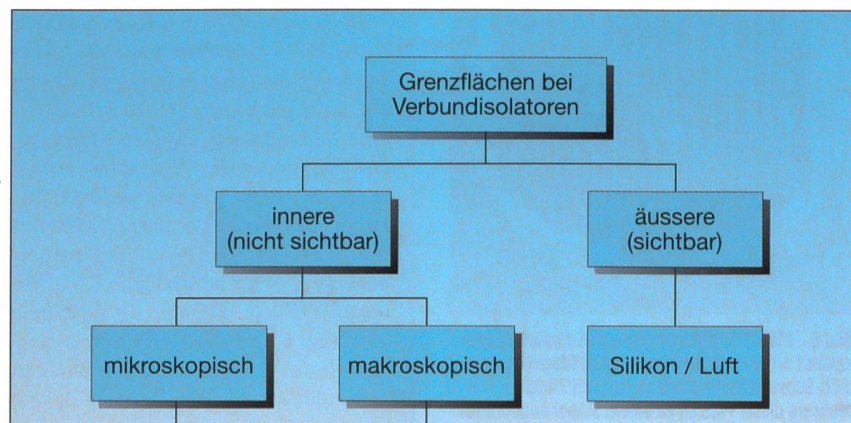 Grenzflächen bei
Verbundisolatoren
innere
(nicht sichtbar)
äussere
(sichtbar)
mikroskopisch
makroskopisch
Silikon / Luft